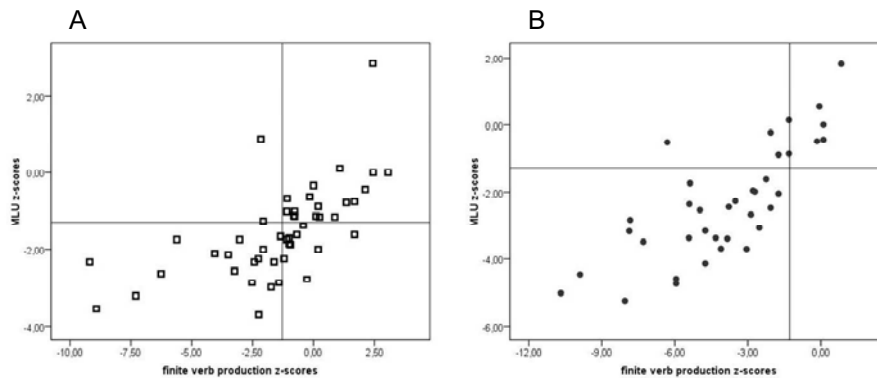 A
B
2,00
0,00
-2,00
-4,00
MLU z-scores
-10,00 -7,50 -5,00 -2,50 0,00 2,50
finite verb production z-scores
2,00
0,00
-2,00
-4,00
-6,00
MLU z-scores
-12,00 -9,00 -6,00 -3,00 0,00
finite verb production z-scores